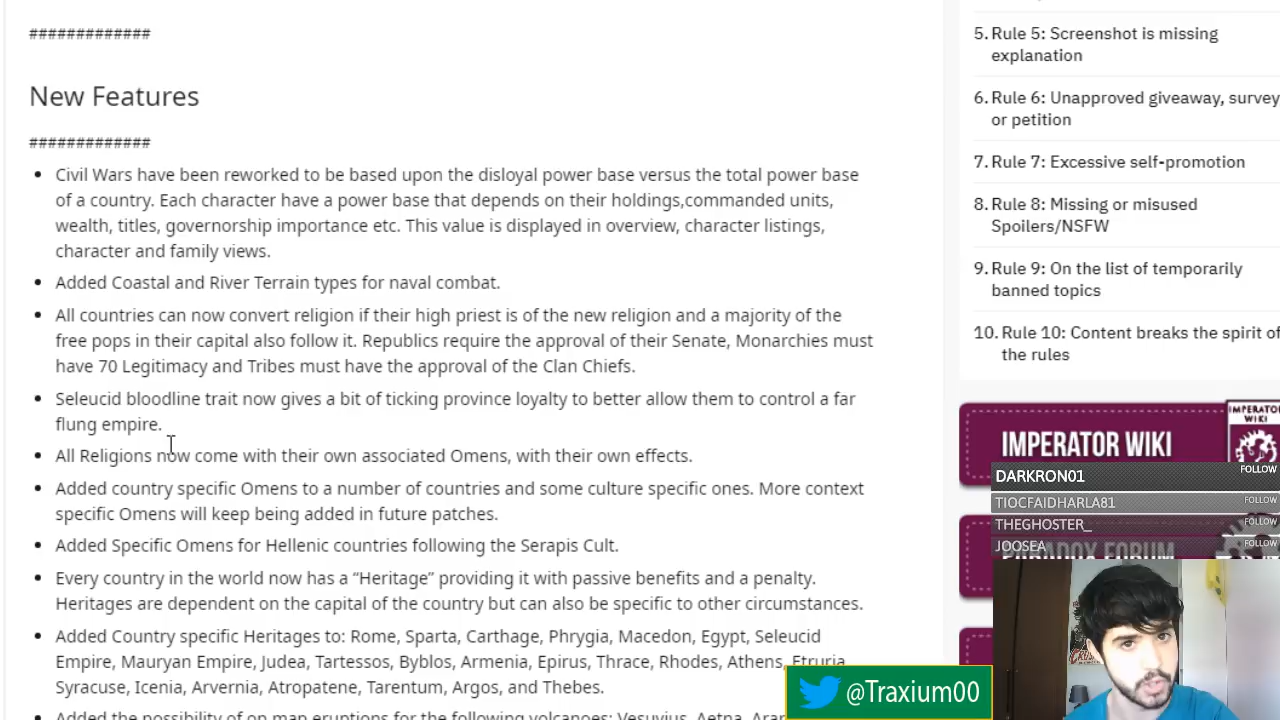 #############
New Features
#############
Civil Wars have been reworked to be based upon the disloyal power base versus the total power base
of a country. Each character have a power base that depends on their holdings,commanded units,
wealth, titles, governorship importance etc. This value is displayed in overview, character listings,
character and family views.
Added Coastal and River Terrain types for naval combat.
All countries can now convert religion if their high priest is of the new religion and a majority of the
free pops in their capital also follow it. Republics require the approval of their Senate, Monarchies must
have 70 Legitimacy and Tribes must have the approval of the Clan Chiefs.
Seleucid bloodline trait now gives a bit of ticking province loyalty to better allow them to control a far
flung empire.
All Religions now come with their own associated Omens, with their own effects.
Added country specific Omens to a number of countries and some culture specific ones. More context
specific Omens will keep being added in future patches.
Added Specific Omens for Hellenic countries following the Serapis Cult.
Every country in the world now has a “Heritage” providing it with passive benefits and a penalty.
Heritages are dependent on the capital of the country but can also be specific to other circumstances.
Added Country specific Heritages to: Rome, Sparta, Carthage, Phrygia, Macedon, Egypt, Seleucid
Empire, Mauryan Empire, Judea, Tartessos, Byblos, Armenia, Epirus, Thrace, Rhodes, Athens, Etruria,
Syracuse, Icenia, Arvernia, Atropatene, Tarentum, Argos, and Thebes.
Added the possibility of on map eruptions for the following volcanoes: Vesuvius, Aetna,
5. Rule 5: Screenshot is missing
explanation
6. Rule 6: Unapproved giveaway, survey
or petition
7. Rule 7: Excessive self-promotion
8. Rule 8: Missing or misused
Spoilers/NSFW
9. Rule 9: On the list of temporarily
banned topics
10. Rule 10: Content breaks the spirit of
the rules
IMPERATOR WIKI
IMPERATOR
WIKI
DARKRON01 FOLLOW
TIOCFAIDHARLA81 FOLLOW
THEGHOSTER_ FOLLOW
JOOSEA FOLLOW
PARADOX FORUM
@Traxium00